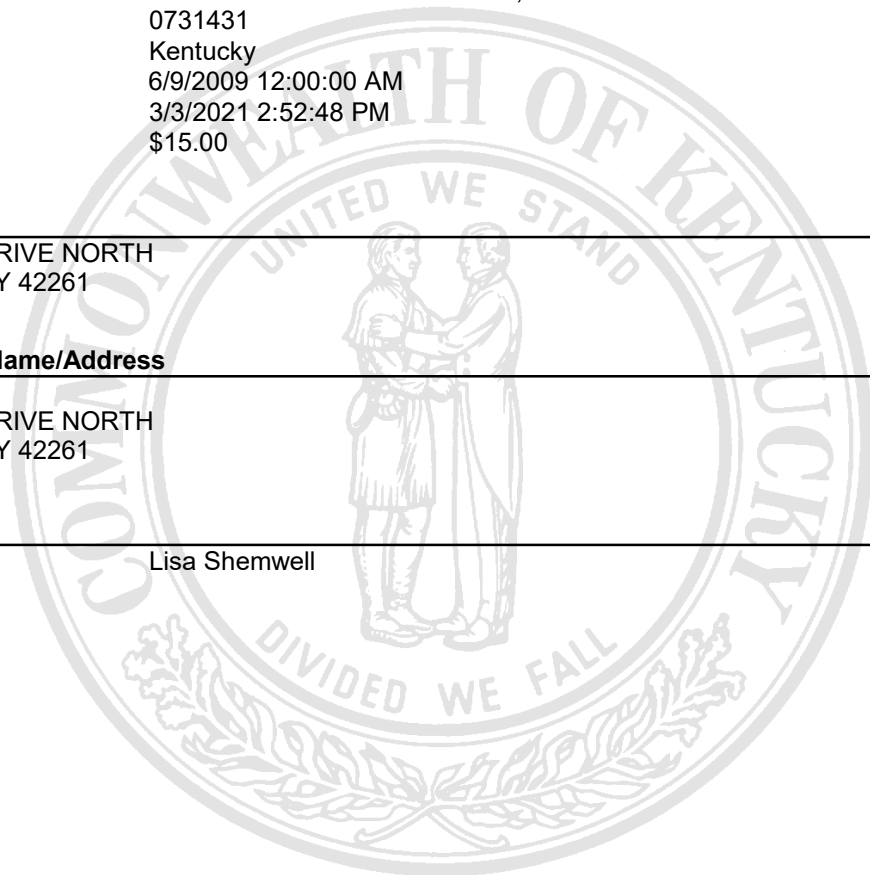 0731431
Kentucky
6/9/2009 12:00:00 AM
3/3/2021 2:52:48 PM
$15.00
RIVE NORTH
Y 42261
lame/Address
RIVE NORTH
Y 42261
Lisa Shemwell
COMMONWEALTH OF KENTUCKY
UNITED WE STAND
DIVIDED WE FALL